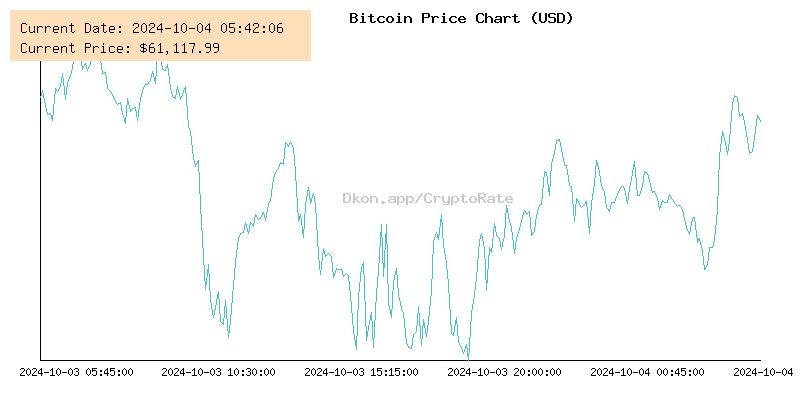 Bitcoin Price Chart (USD)
Current Date: 2024-10-04 05:42:06
Current Price: $61,117.99
Dkon.app/CryptoRate
2024-10-03 05:45:00 2024-10-03 10:30:00 2024-10-03 15:15:00 2024-10-03 20:00:00 2024-10-04 00:45:00 2024-10-04